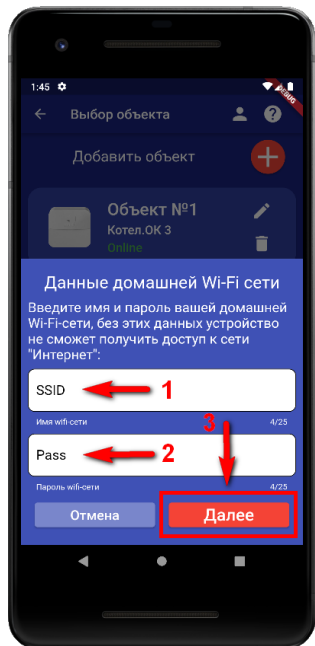 1:45
DEBUG
Выбор объекта
Добавить объект
Объект №1
Котел.ОК 3
Online
Данные домашней Wi-Fi сети
Введите имя и пароль вашей домашней
Wi-Fi-сети, без этих данных устройство
не сможет получить доступ к сети
"Интернет":
SSID 1
Имя wifi-сети 3 4/25
Pass 2
Пароль wifi-сети 4/25
Отмена Далее